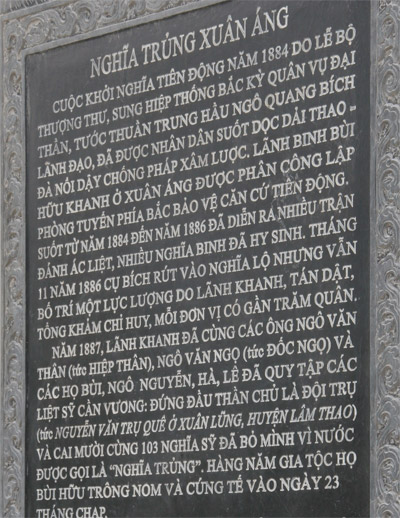 NGHĨA TRỦNG XUÂN ÁNG
CUỘC KHỞI NGHĨA TIÊN ĐỘNG NĂM 1884 DO LỄ BỘ
THƯỢNG THƯ, SUNG HIỆP THỐNG BẮC KỲ QUÂN VỤ ĐẠI
THẦN, TƯỚC THUẦN TRUNG HẦU NGÔ QUANG BÍCH
LÃNH ĐẠO, ĐÃ ĐƯỢC NHÂN DÂN SUỐT DỌC DẢI THAO -
ĐÀ NỔI DẬY CHỐNG PHÁP XÂM LƯỢC. LÃNH BINH BÙI
HỮU KHANH Ở XUÂN ÁNG ĐƯỢC PHÂN CÔNG LẬP
PHÒNG TUYẾN PHÍA BẮC BẢO VỆ CĂN CỨ TIÊN ĐỘNG.
SUỐT TỪ NĂM 1884 ĐẾN NĂM 1886 ĐÃ DIỄN RA NHIỀU TRẬN
ĐÁNH ÁC LIỆT, NHIỀU NGHĨA BINH ĐÃ HY SINH. THÁNG
11 NĂM 1886 CỤ BÍCH RÚT VÀO NGHĨA LỘ NHƯNG VẪN
BỐ TRÍ MỘT LỰC LƯỢNG DO LÃNH KHANH, TÁN DẬT,
TỔNG KHÂM CHỈ HUY, MỖI ĐƠN VỊ CÓ GẦN TRĂM QUÂN.
NĂM 1887, LÃNH KHANH ĐÃ CÙNG CÁC ÔNG NGÔ VĂN
THÂN (tức HIỆP THÂN), NGÔ VĂN NGỌ (tức ĐỐC NGỌ) VÀ
CÁC HỌ BÙI, NGÔ NGUYỄN, HÀ, LÊ ĐÃ QUY TẬP CÁC
LIỆT SỸ CẦN VƯƠNG: ĐỨNG ĐẦU THẦN CHỦ LÀ ĐỘI TRỤ
(tức NGUYỄN VĂN TRỤ QUÊ Ở XUÂN LŨNG, HUYỆN LÂM THAO)
VÀ CAI MƯỜI CÙNG 103 NGHĨA SỸ ĐÃ BỎ MÌNH VÌ NƯỚC
ĐƯỢC GỌI LÀ “NGHĨA TRỦNG”. HÀNG NĂM GIA TỘC HỌ
BÙI HỮU TRÔNG NOM VÀ CÚNG TẾ VÀO NGÀY 23
THÁNG CHẠP.